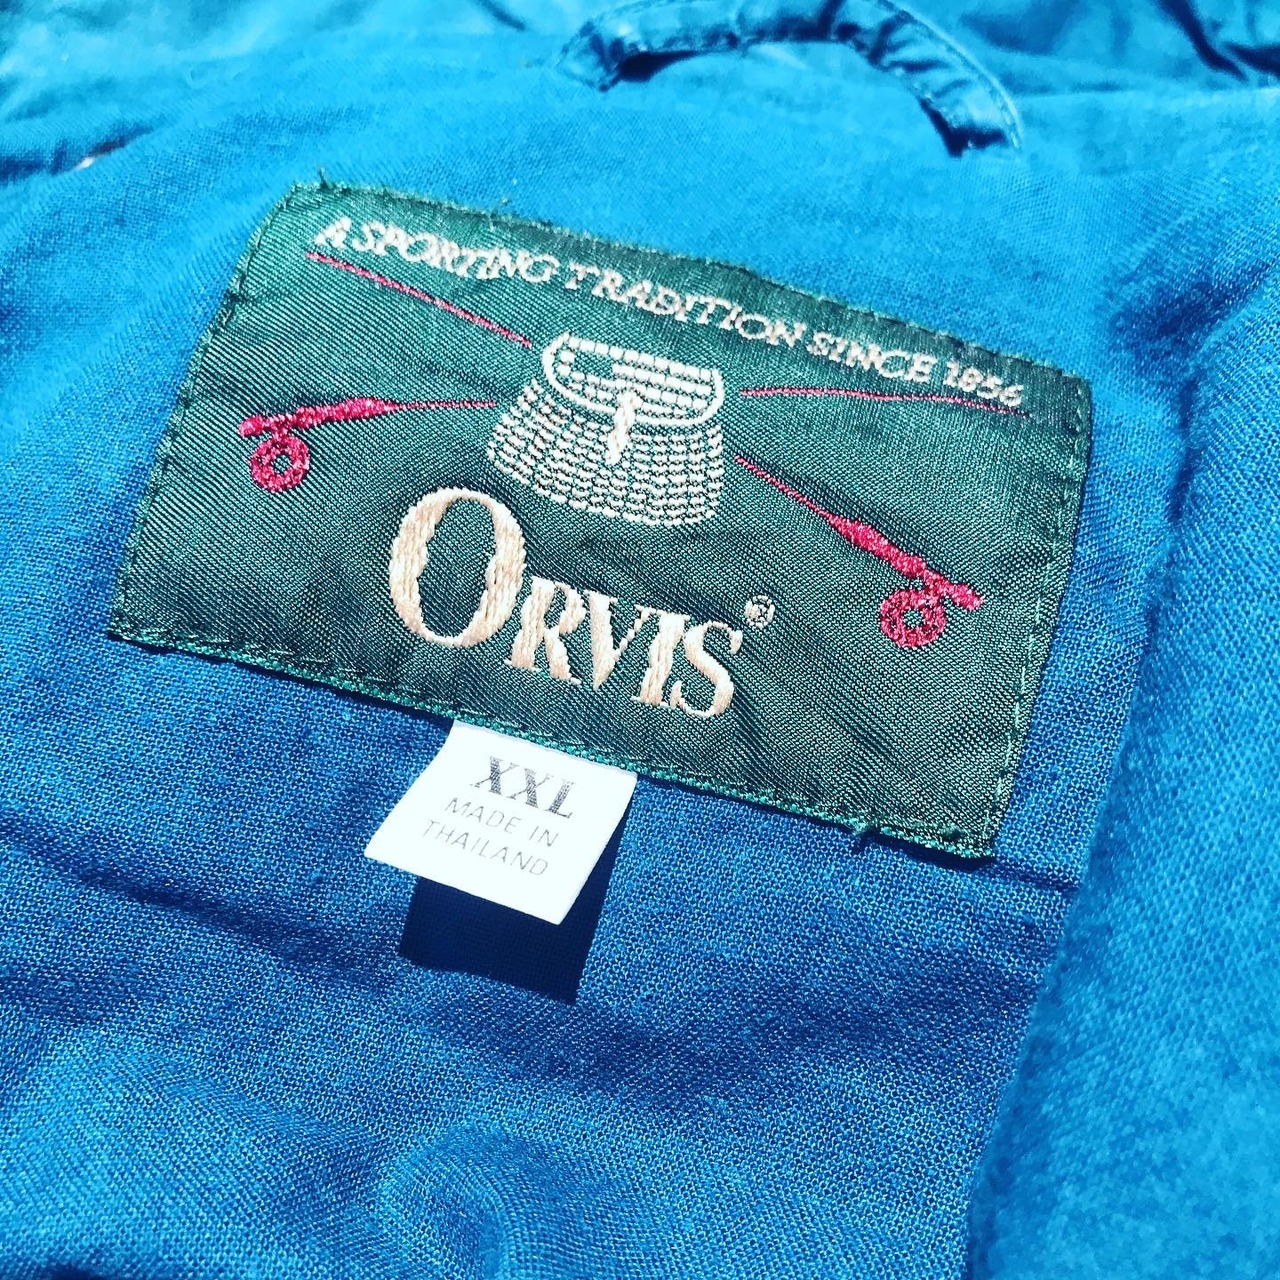 A SPORTING TRADITION SINCE 1856
ORVIS®
XXL
MADE IN
THAILAND